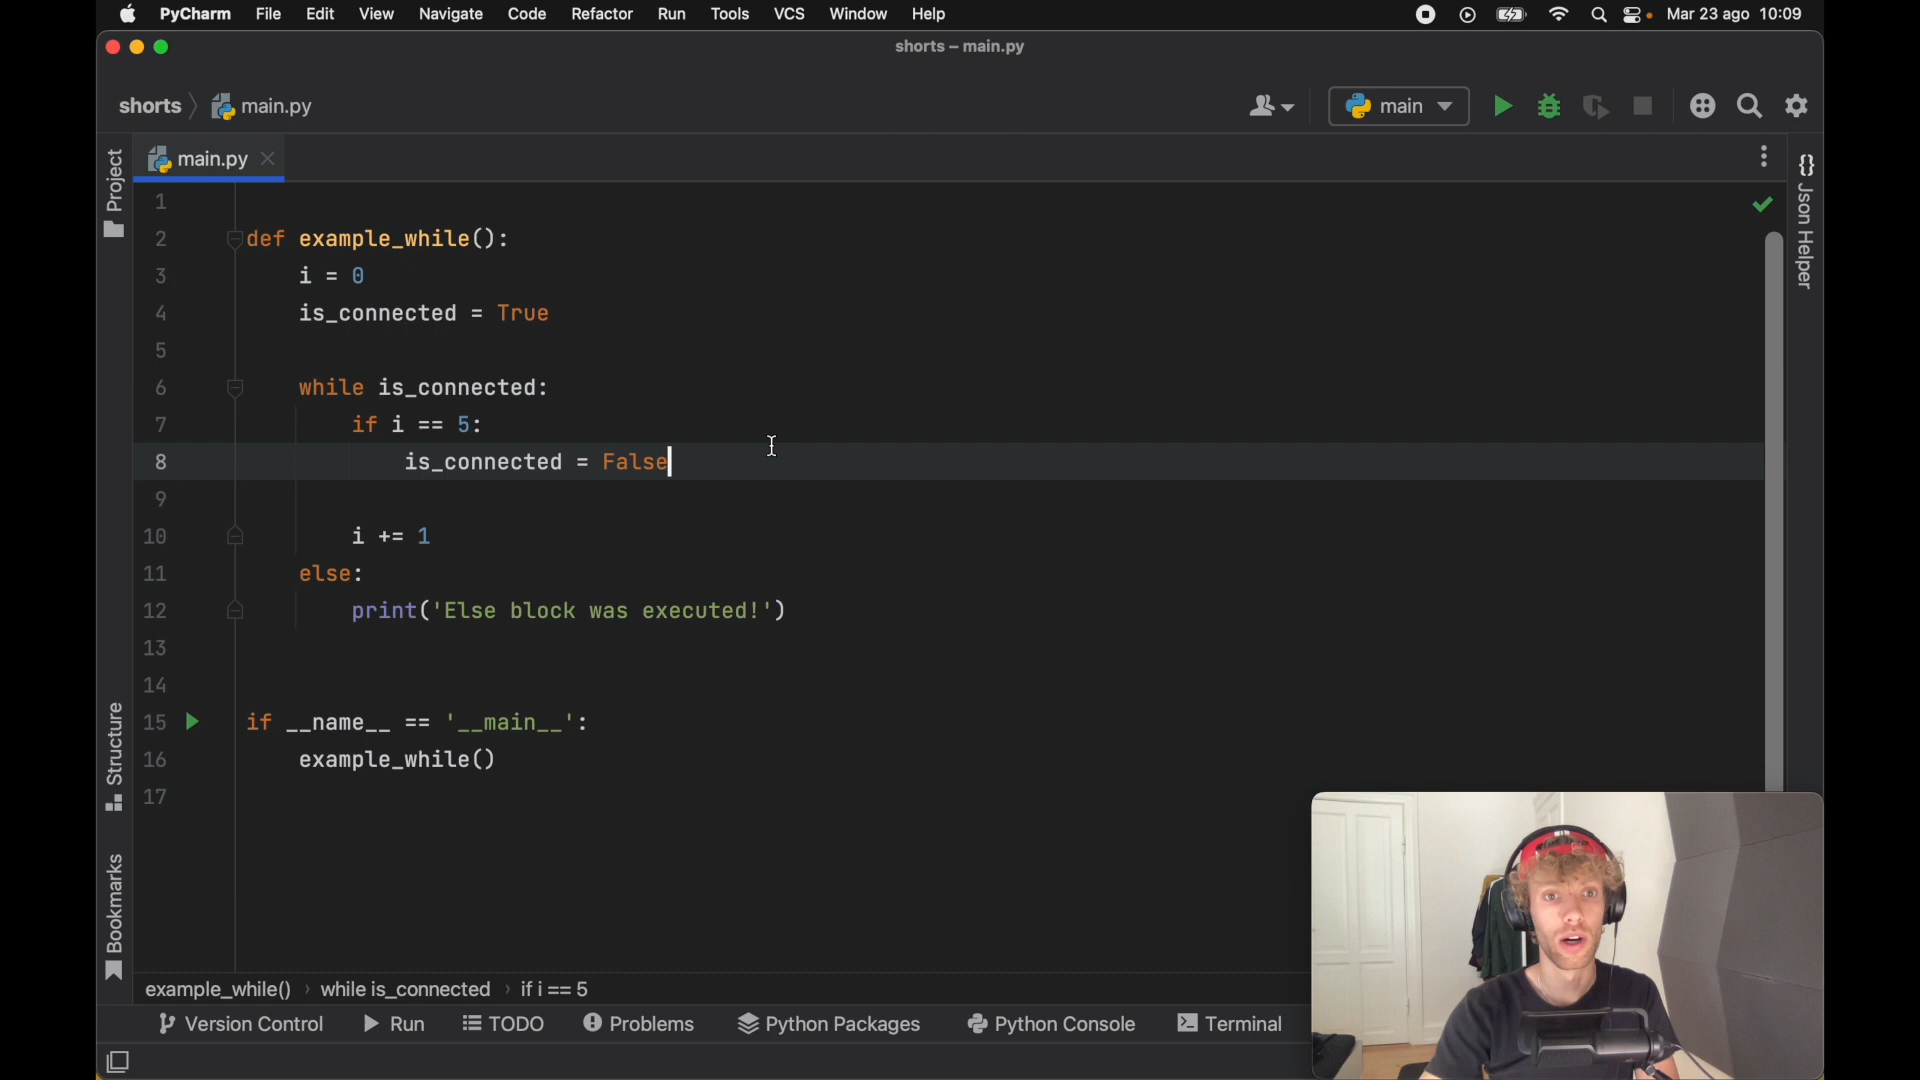 PyCharm File Edit View Navigate Code Refactor Run Tools VCS Window Help Mar 23 ago 10:09
shorts – main.py
shorts main.py main
Project
main.py
Json Helper
1
2 def example_while():
3 i = 0
4 is_connected = True
5
6 while is_connected:
7 if i == 5:
8 is_connected = False
9
10 i += 1
11 else:
12 print('Else block was executed!')
13
14
15 if __name__ == '__main__':
16 example_while()
17
Structure
Bookmarks
example_while() › while is_connected › if i == 5
Version Control Run TODO Problems Python Packages Python Console Terminal